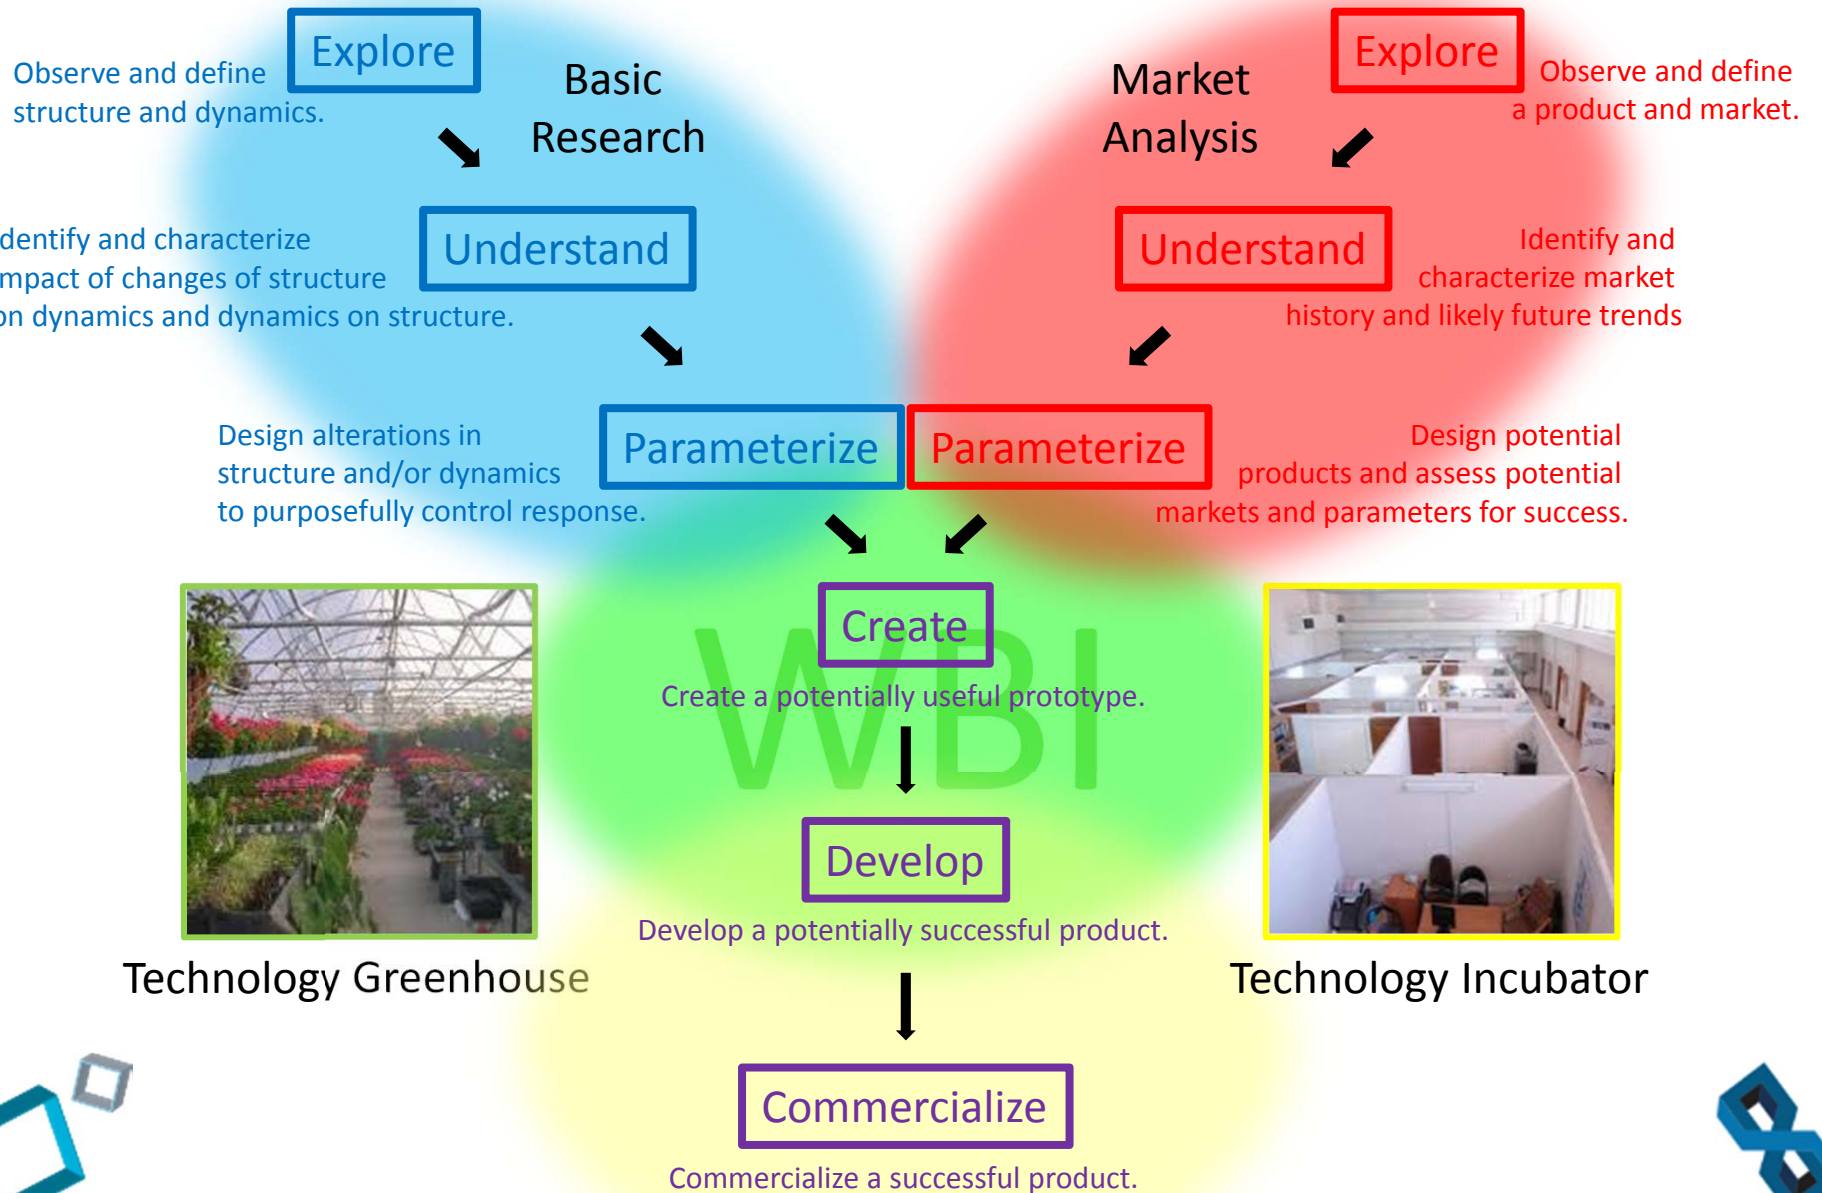 Explore
Observe and define
structure and dynamics.
Basic
Research
Understand
dentify and characterize
mpact of changes of structure
on dynamics and dynamics on structure.
Parameterize
Design alterations in
structure and/or dynamics
to purposefully control response.
Market
Analysis
Explore
Observe and define
a product and market.
Understand
Identify and
characterize market
history and likely future trends
Parameterize
Design potential
products and assess potential
markets and parameters for success.
WBI
Create
Create a potentially useful prototype.
Develop
Develop a potentially successful product.
Technology Greenhouse
Technology Incubator
Commercialize
Commercialize a successful product.